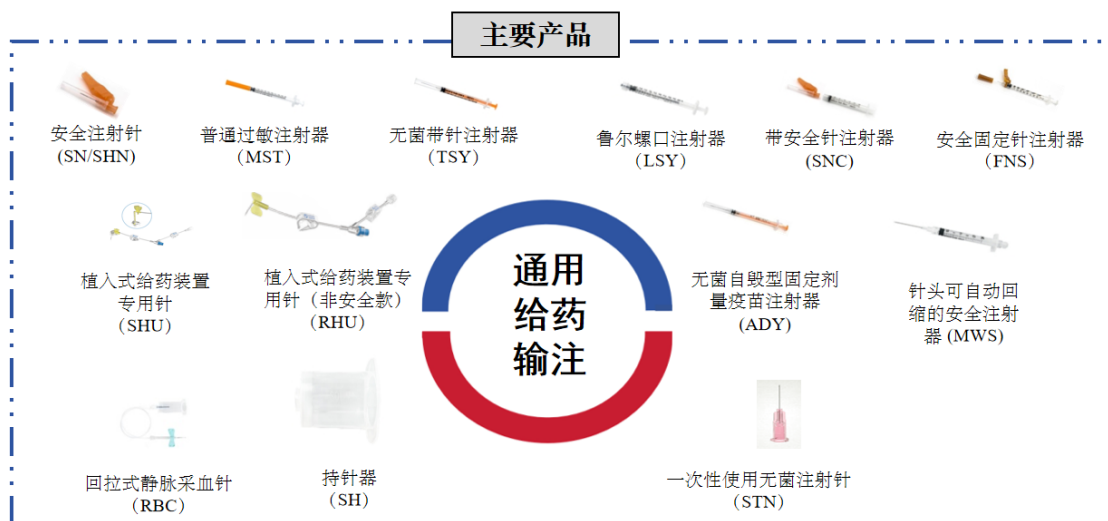 主要产品
安全注射针
(SN/SHN)
普通过敏注射器
（MST）
无菌带针注射器
（TSY）
鲁尔螺口注射器
（LSY）
带安全针注射器
(SNC)
安全固定针注射器
（FNS）
植入式给药装置
专用针
（SHU）
植入式给药装置专
用针（非安全款）
（RHU）
通用
给药
输注
无菌自毁型固定剂
量疫苗注射器
（ADY）
针头可自动回
缩的安全注射
器 (MWS)
回拉式静脉采血针
（RBC）
持针器
（SH）
一次性使用无菌注射针
（STN）